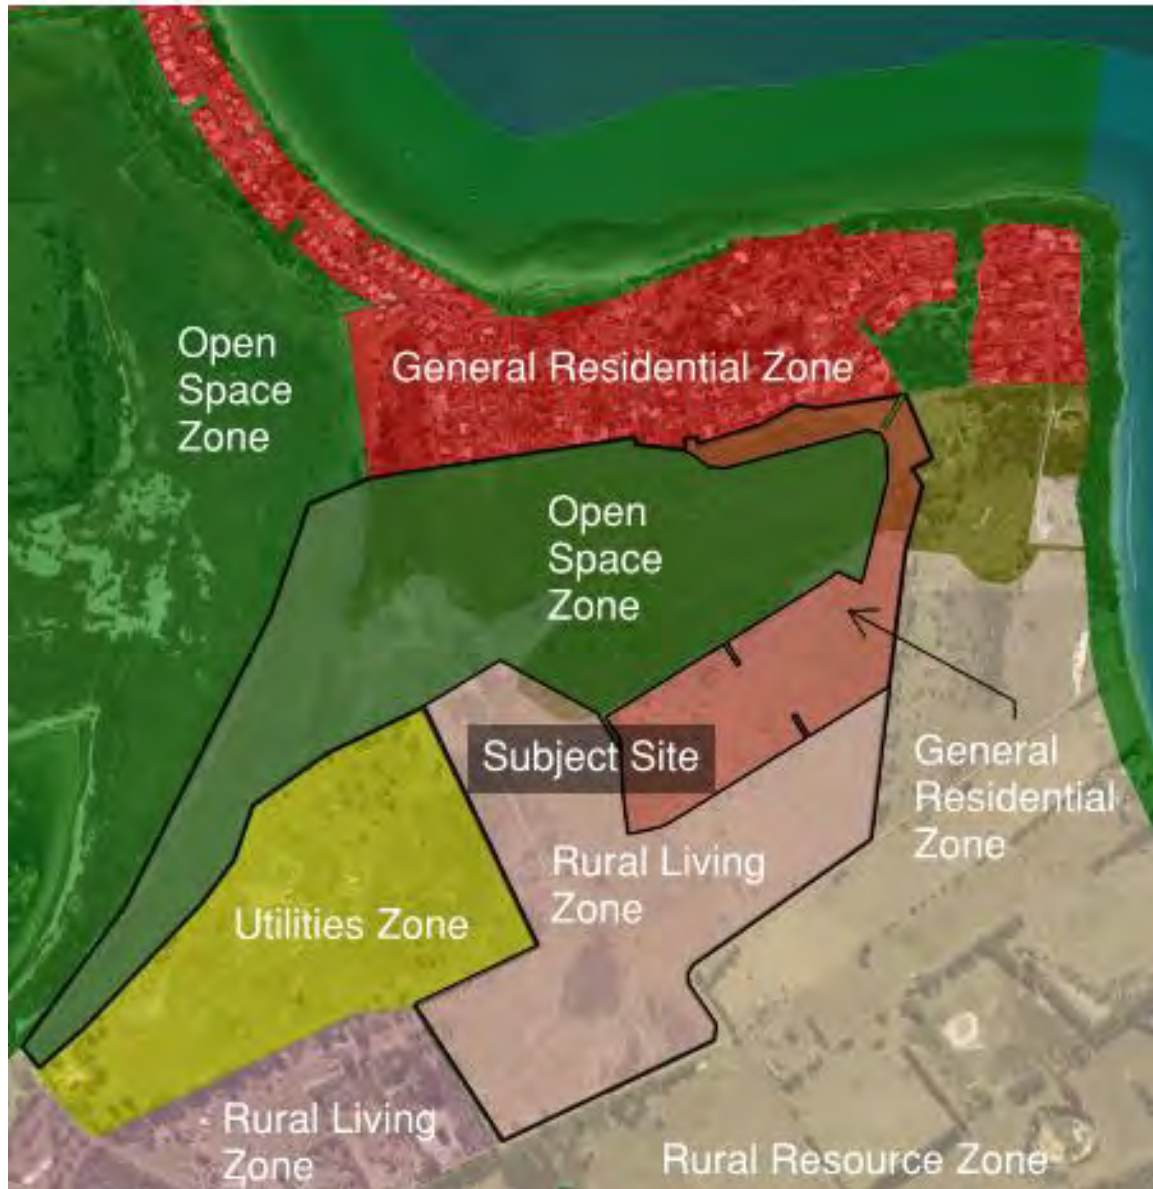 Open
Space
Zone
General Residential Zone
Open
Space
Zone
Subject Site
General
Residential
Zone
Rural Living
Zone
Utilities Zone
Rural Living
Zone
Rural Resource Zone